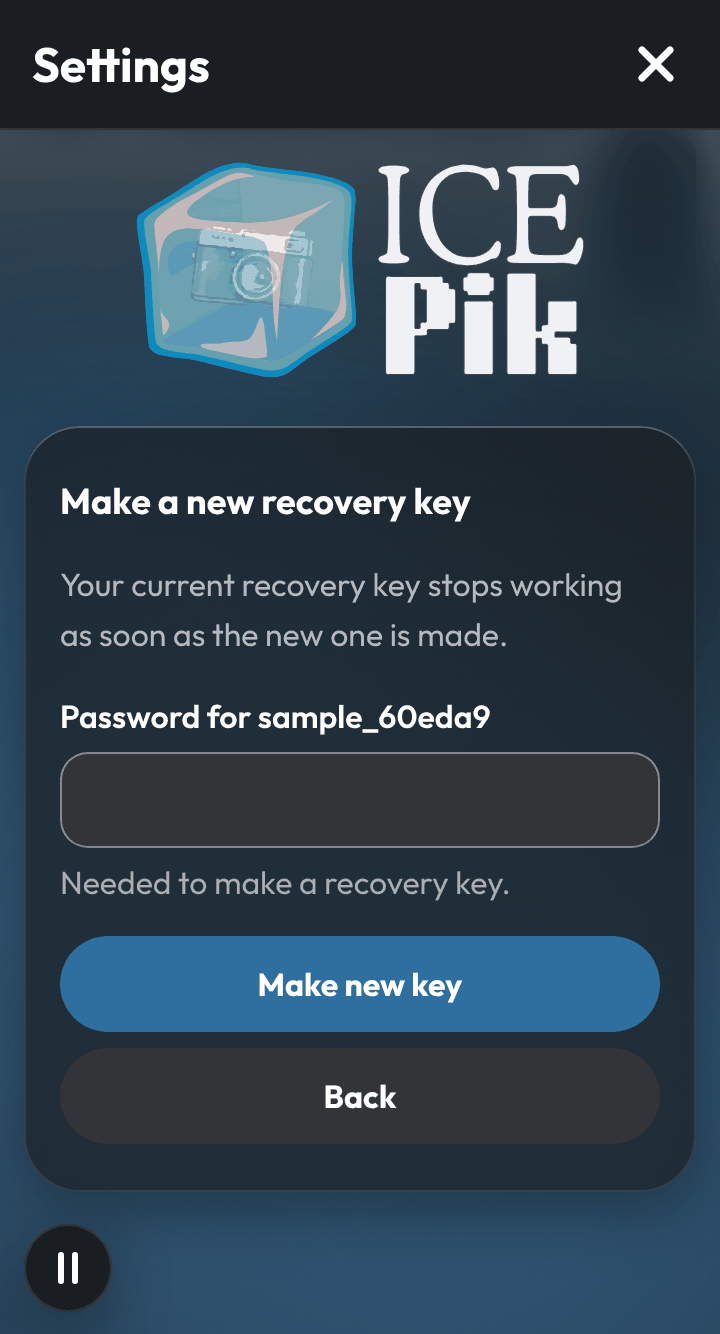 Settings
ICE
Pik
Make a new recovery key
Your current recovery key stops working
as soon as the new one is made.
Password for sample_60eda9
Needed to make a recovery key.
Make new key
Back